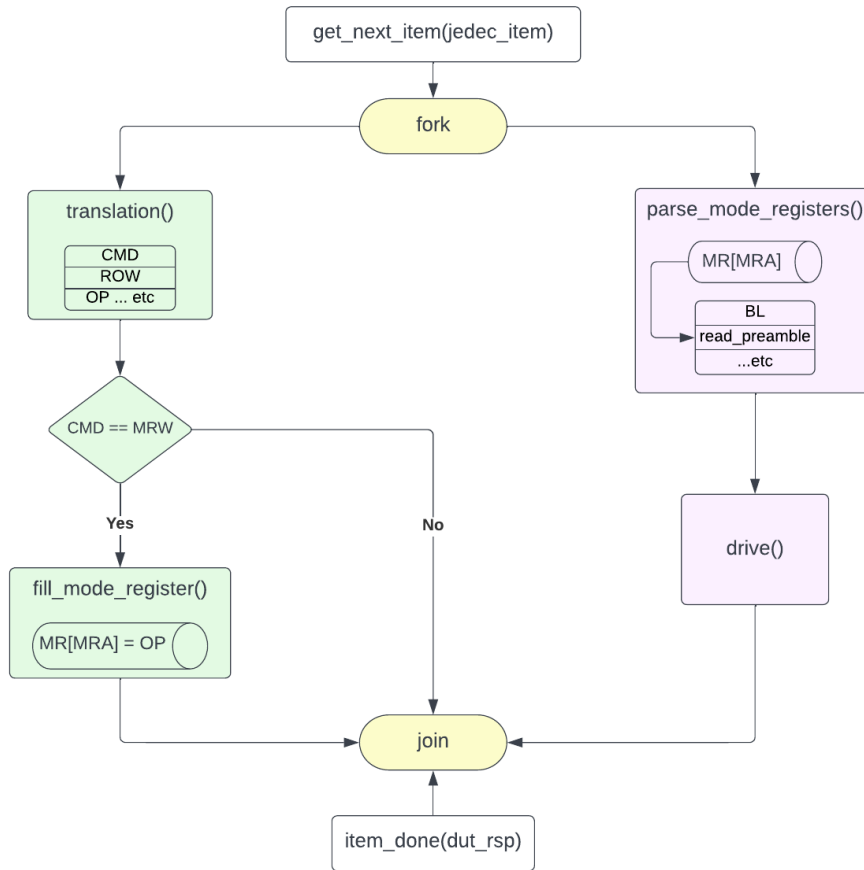 get_next_item(jedec_item)
fork
translation()
CMD
ROW
OP ... etc
parse_mode_registers()
MR[MRA]
BL
read_preamble
...etc
CMD == MRW
Yes
No
drive()
fill_mode_register()
MR[MRA] = OP
join
item_done(dut_rsp)